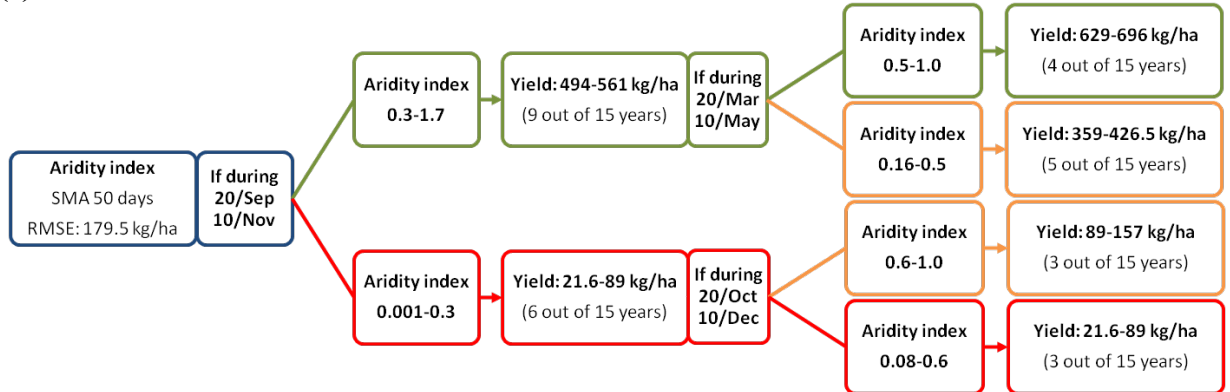 Aridity index
SMA 50 days
RMSE: 179.5 kg/ha
If during
20/Sep
10/Nov
Aridity index
0.3-1.7
Yield: 494-561 kg/ha
(9 out of 15 years)
If during
20/Mar
10/May
Aridity index
0.5-1.0
Yield: 629-696 kg/ha
(4 out of 15 years)
Aridity index
0.16-0.5
Yield: 359-426.5 kg/ha
(5 out of 15 years)
Aridity index
0.001-0.3
Yield: 21.6-89 kg/ha
(6 out of 15 years)
If during
20/Oct
10/Dec
Aridity index
0.6-1.0
Yield: 89-157 kg/ha
(3 out of 15 years)
Aridity index
0.08-0.6
Yield: 21.6-89 kg/ha
(3 out of 15 years)